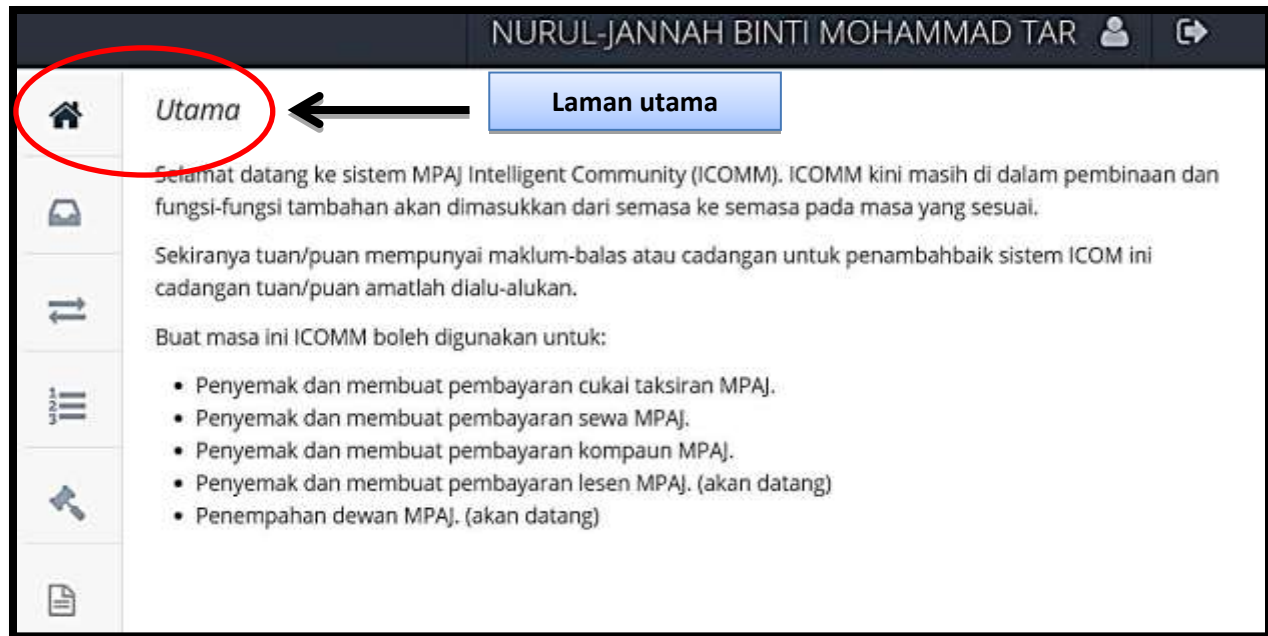 NURUL-JANNAH BINTI MOHAMMAD TAR
Utama
Laman utama
Selamat datang ke sistem MPAJ Intelligent Community (ICOMM). ICOMM kini masih di dalam pembinaan dan
fungsi-fungsi tambahan akan dimasukkan dari semasa ke semasa pada masa yang sesuai.
Sekiranya tuan/puan mempunyai maklum-balas atau cadangan untuk penambahbaik sistem ICOM ini
cadangan tuan/puan amatlah dialu-alukan.
Buat masa ini ICOMM boleh digunakan untuk:
• Penyemak dan membuat pembayaran cukai taksiran MPAJ.
• Penyemak dan membuat pembayaran sewa MPAJ.
• Penyemak dan membuat pembayaran kompaun MPAJ.
• Penyemak dan membuat pembayaran lesen MPAJ. (akan datang)
• Penempahan dewan MPAJ. (akan datang)